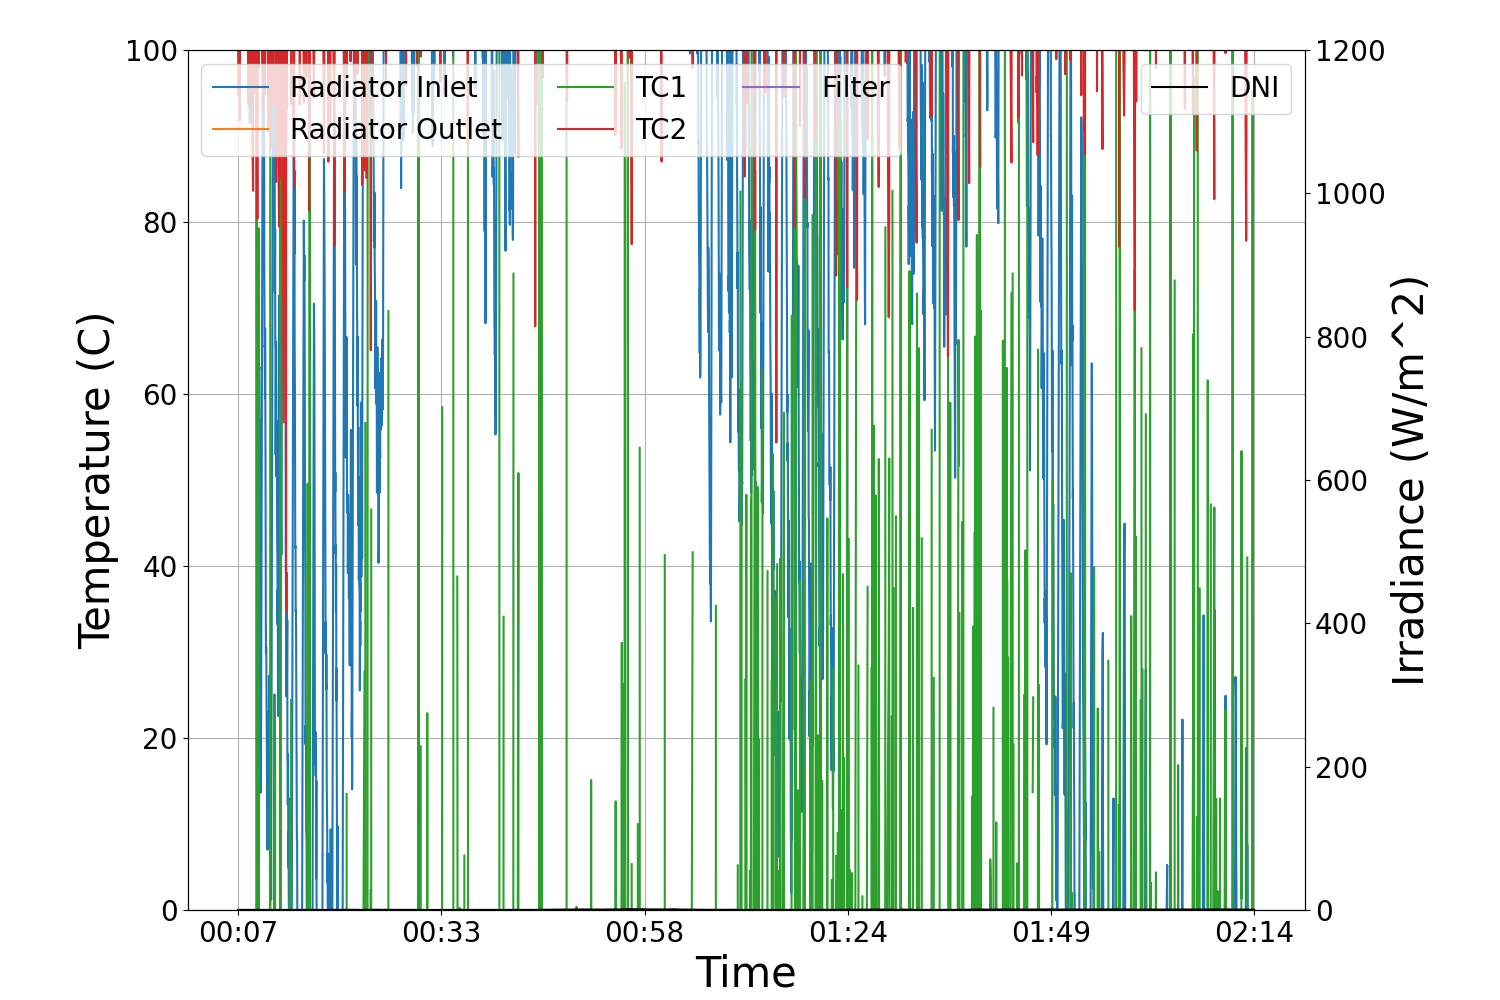 100
80
60
40
20
0
Temperature (C)
Radiator Inlet
Radiator Outlet
TC1
TC2
Filter
DNI
1200
1000
800
600
400
200
0
Irradiance (W/m^2)
00:07 00:33 00:58 01:24 01:49 02:14
Time